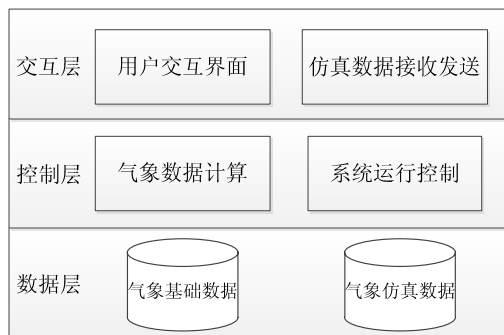 交互层
用户交互界面
仿真数据接收发送
控制层
气象数据计算
系统运行控制
数据层
气象基础数据
气象仿真数据